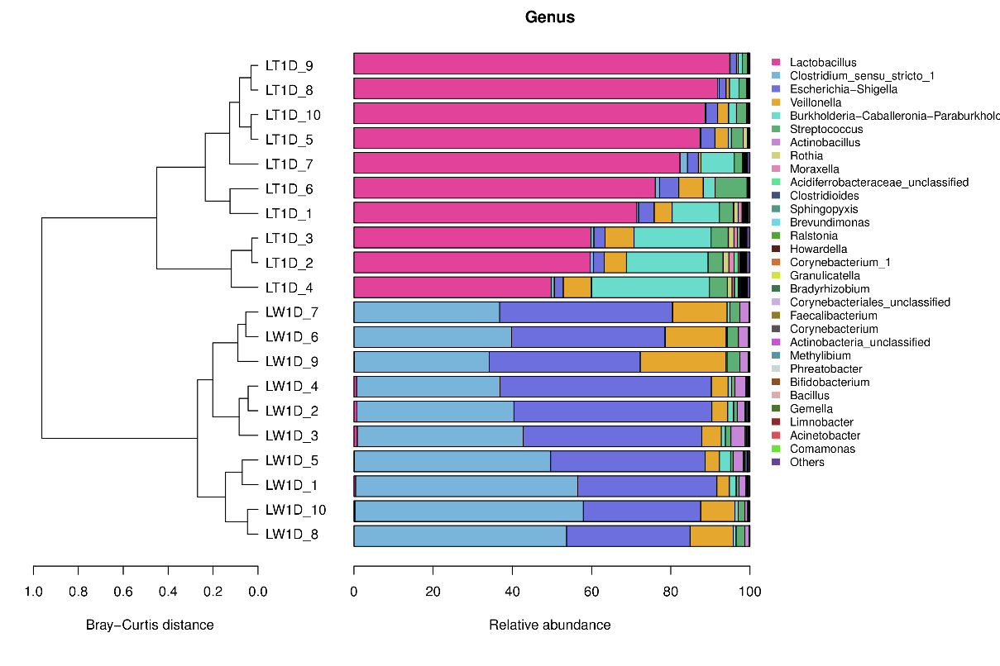 Genus
LT1D_9
LT1D_8
LT1D_10
LT1D_5
LT1D_7
LT1D_6
LT1D_1
LT1D_3
LT1D_2
LT1D_4
LW1D_7
LW1D_6
LW1D_9
LW1D_4
LW1D_2
LW1D_3
LW1D_5
LW1D_1
LW1D_10
LW1D_8
1.0 0.8 0.6 0.4 0.2 0.0
Bray−Curtis distance
0 20 40 60 80 100
Relative abundance
Lactobacillus
Clostridium_sensu_stricto_1
Escherichia−Shigella
Veillonella
Burkholderia−Caballeronia−Paraburkholc
Streptococcus
Actinobacillus
Rothia
Moraxella
Acidiferrobacteraceae_unclassified
Clostridioides
Sphingopyxis
Brevundimonas
Ralstonia
Howardella
Corynebacterium_1
Granulicatella
Bradyrhizobium
Corynebacteriales_unclassified
Faecalibacterium
Corynebacterium
Actinobacteria_unclassified
Methylibium
Phreatobacter
Bifidobacterium
Bacillus
Gemella
Limnobacter
Acinetobacter
Comamonas
Others